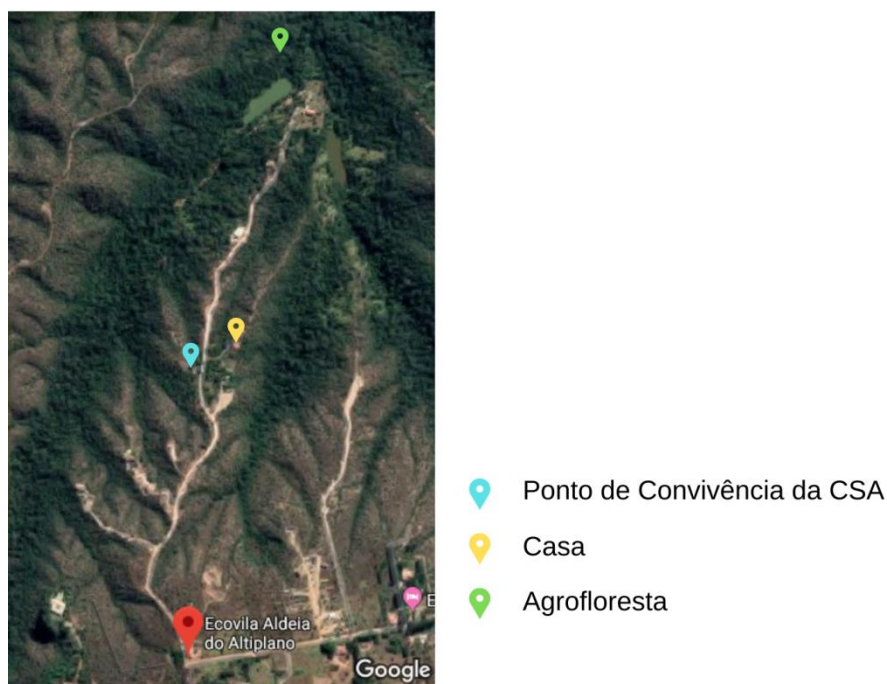 Ecovila Aldeia
do Altiplano
E
Google
Ponto de Convivência da CSA
Casa
Agrofloresta